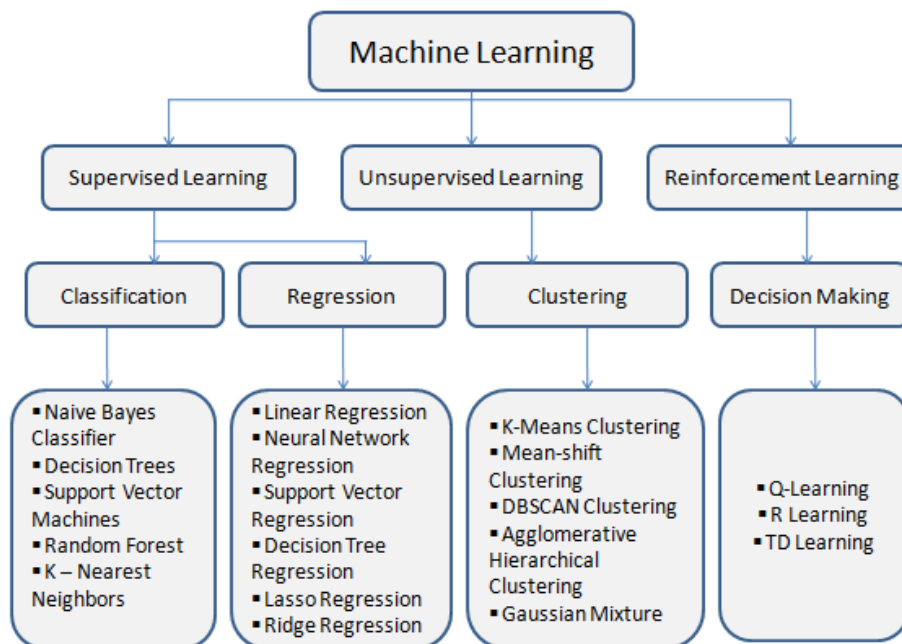 Machine Learning
Supervised Learning
Unsupervised Learning
Reinforcement Learning
Classification
Regression
Clustering
Decision Making
▪ Naive Bayes
Classifier
▪ Decision Trees
▪ Support Vector
Machines
▪ Random Forest
▪ K – Nearest
Neighbors
▪ Linear Regression
▪ Neural Network
Regression
▪ Support Vector
Regression
▪ Decision Tree
Regression
▪ Lasso Regression
▪ Ridge Regression
▪ K-Means Clustering
▪ Mean-shift
Clustering
▪ DBSCAN Clustering
▪ Agglomerative
Hierarchical
Clustering
▪ Gaussian Mixture
▪ Q-Learning
▪ R Learning
▪ TD Learning